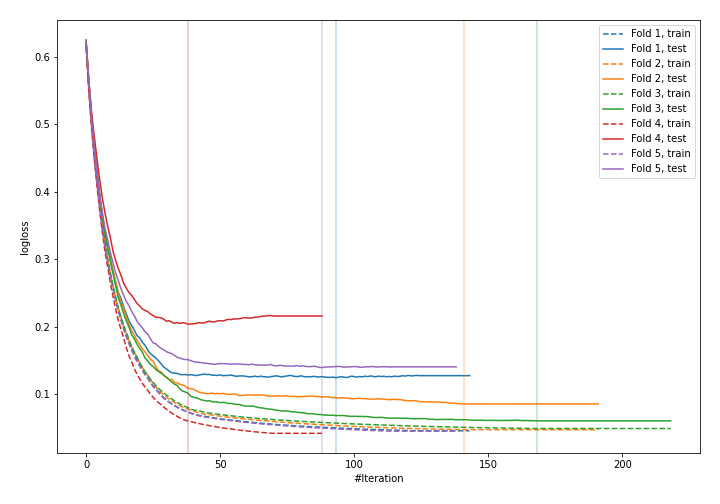 0.6
0.5
0.4
0.3
0.2
0.1
logloss
0
50
100
150
200
#Iteration
Fold 1, train
Fold 1, test
Fold 2, train
Fold 2, test
Fold 3, train
Fold 3, test
Fold 4, train
Fold 4, test
Fold 5, train
Fold 5, test